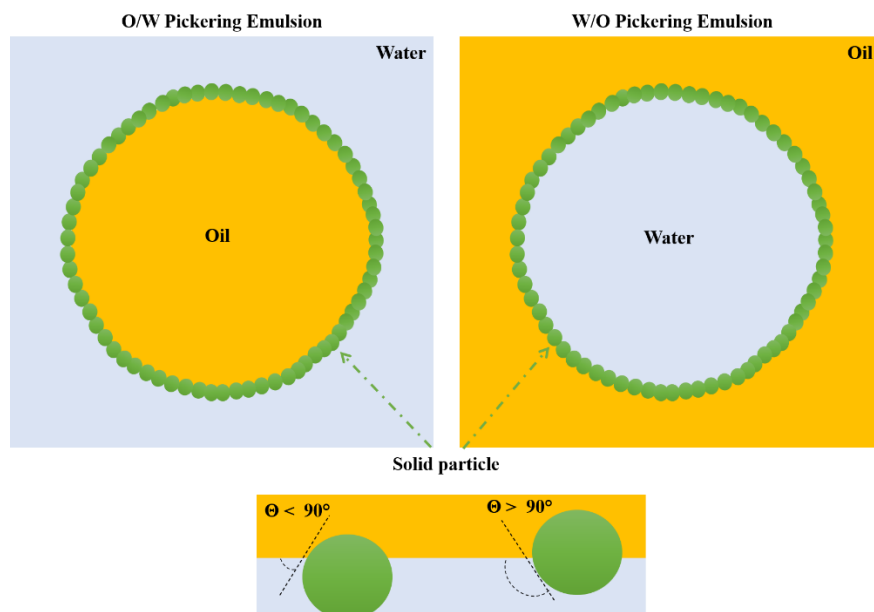 O/W Pickering Emulsion
W/O Pickering Emulsion
Water
Oil
Oil
Water
Solid particle
Θ < 90°
Θ > 90°